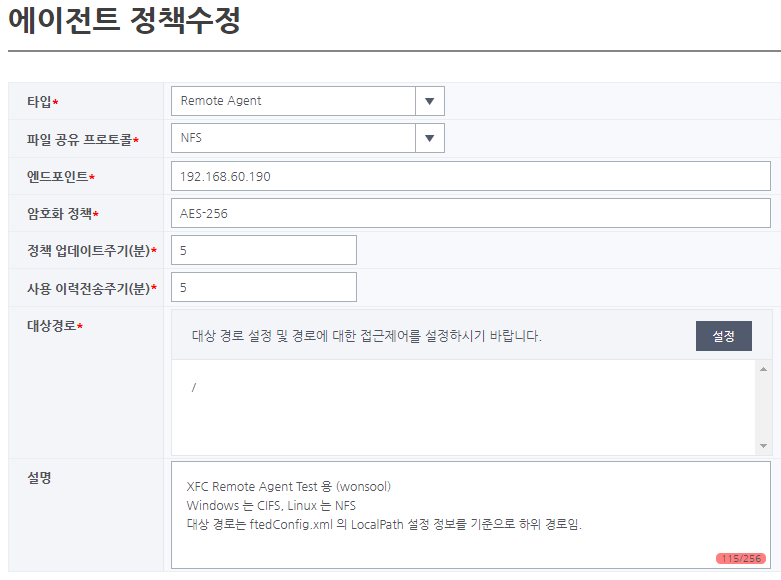 에이전트 정책수정
타입* Remote Agent
파일 공유 프로토콜* NFS
엔드포인트* 192.168.60.190
암호화 정책* AES-256
정책 업데이트주기(분)* 5
사용 이력전송주기(분)* 5
대상경로* 대상 경로 설정 및 경로에 대한 접근제어를 설정하시기 바랍니다. 설정
/
설명
XFC Remote Agent Test 용 (wonsool)
Windows 는 CIFS, Linux 는 NFS
대상 경로는 ftedConfig.xml 의 LocalPath 설정 정보를 기준으로 하위 경로임.
115/256